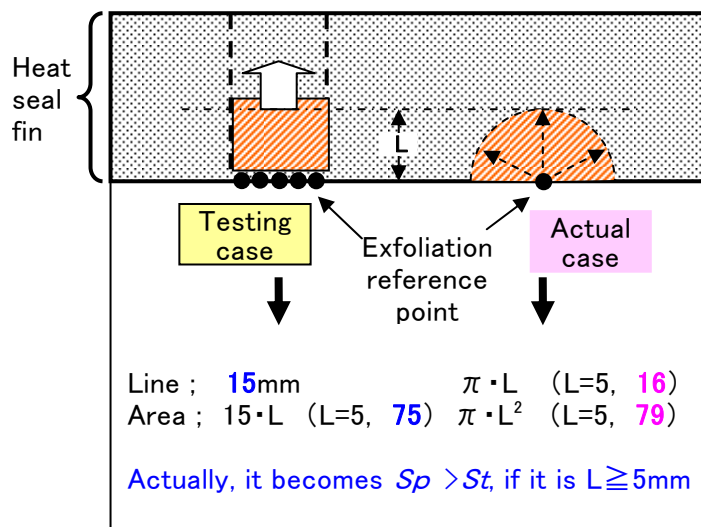 Heat
seal
fin
L
Testing
case
Exfoliation
reference
point
Actual
case
Line ; 15mm π・L (L=5, 16)
Area ; 15・L (L=5, 75) π・L² (L=5, 79)
Actually, it becomes Sp >St, if it is L≧5mm